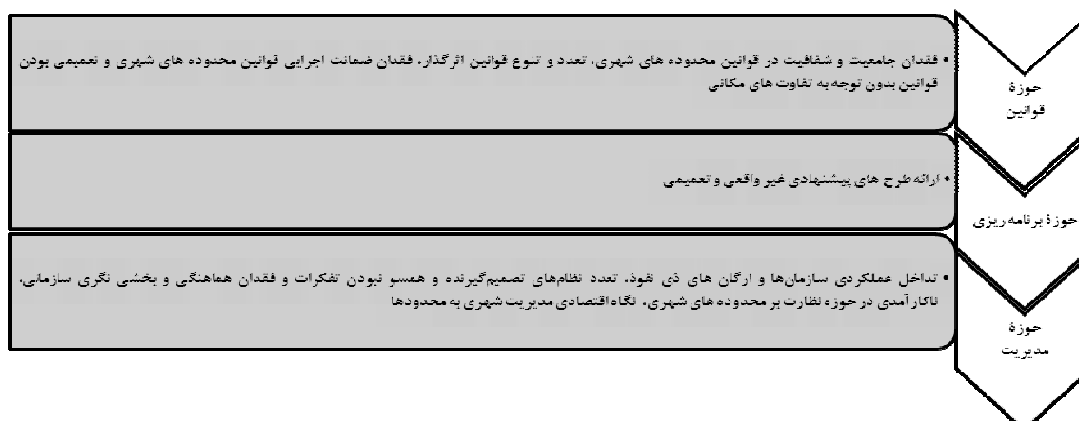 • فقدان جامعیت و شفافیت در قوانین محدوده های شهری، تعدد و تنوع قوانین اثرگذار، فقدان ضمانت اجرایی قوانین محدوده های شهری و تعمیمی بودن
قوانین بدون توجه به تفاوت های مکانی
حوزۀ
قوانین
• ارائه طرح های پیشنهادی غیر واقعی و تعمیمی
حوزۀ برنامه ریزی
• تداخل عملکردی سازمان‌ها و ارگان های ذی نفوذ، تعدد نظام‌های تصمیم‌گیرنده و همسو نبودن تفکرات و فقدان هماهنگی و بخشی نگری سازمانی،
ناکارآمدی در حوزه نظارت بر محدوده های شهری، نگاه اقتصادی مدیریت شهری به محدودها
حوزۀ
مدیریت